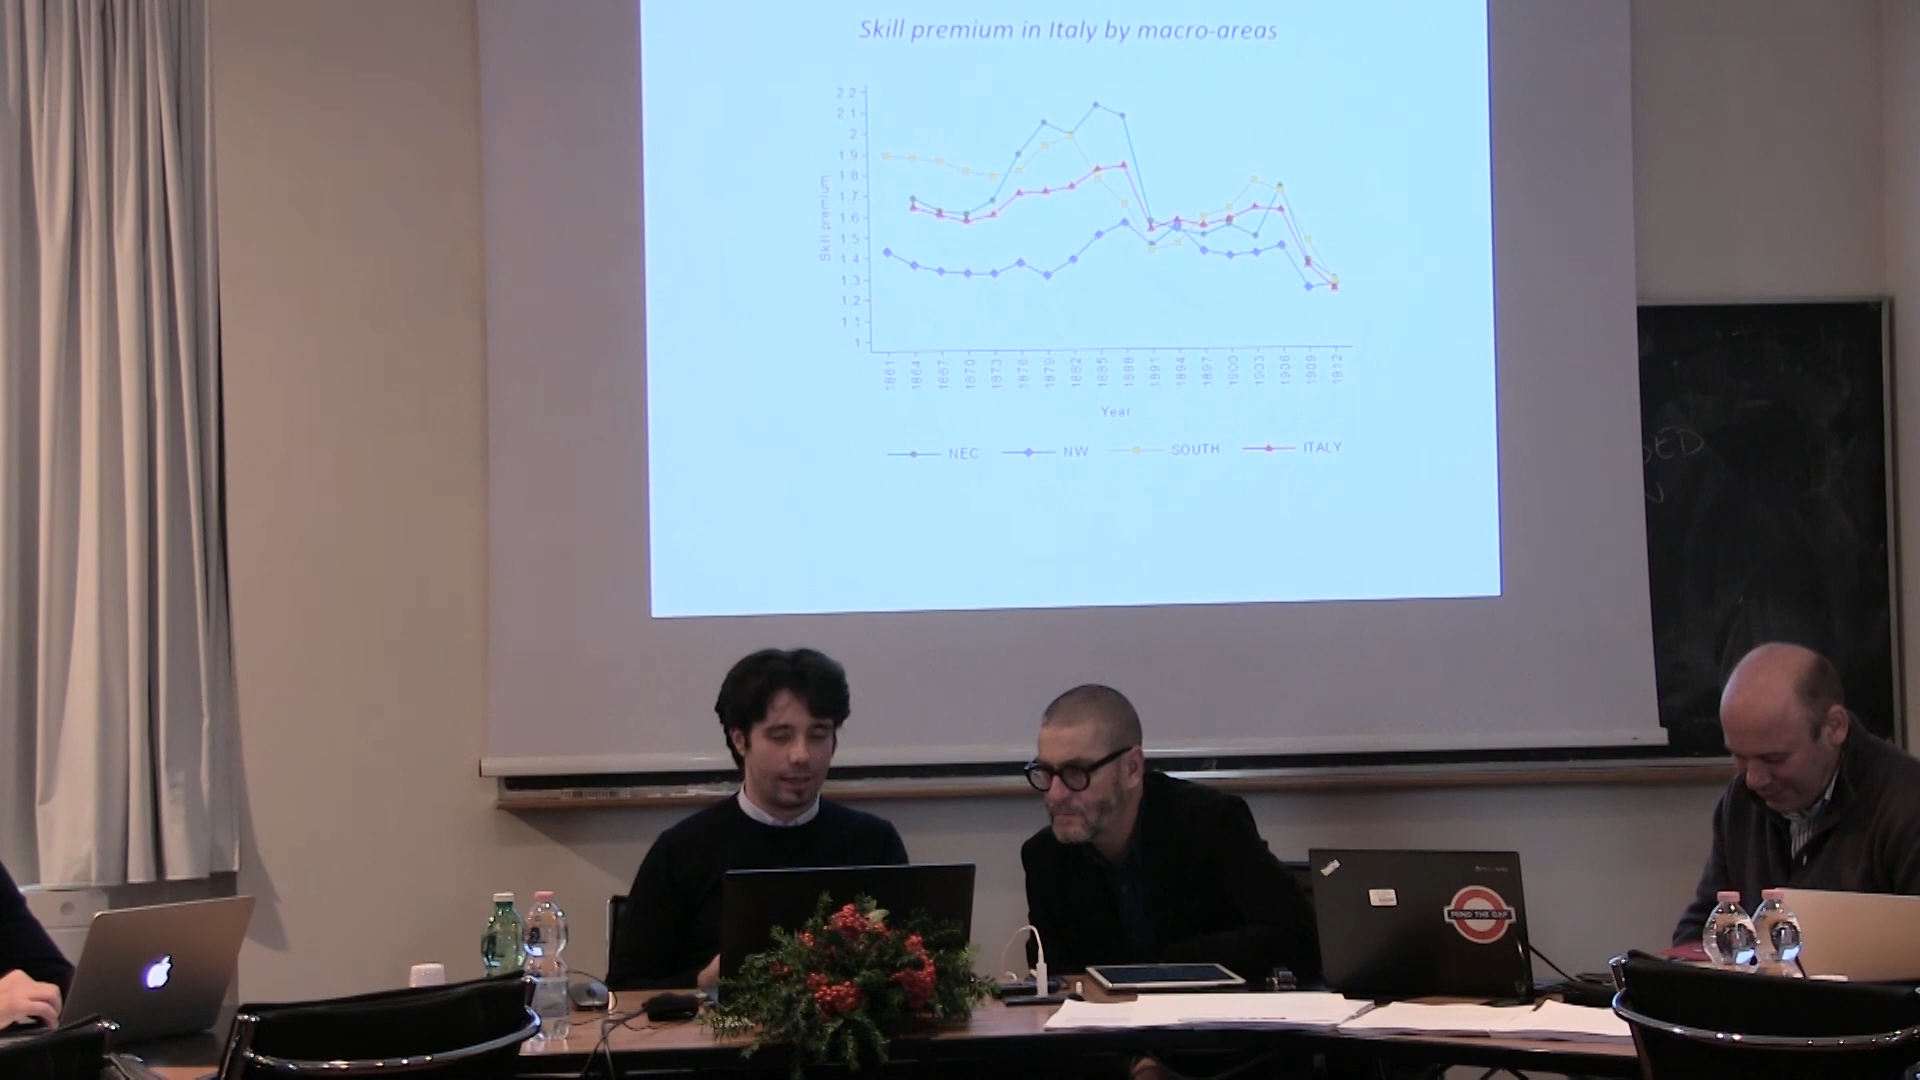 Skill premium in Italy by macro-areas
2.2
2.1
2
1.9
1.8
1.7
1.6
1.5
1.4
1.3
1.2
1.1
1
Skill premium
1861 1864 1867 1870 1873 1876 1879 1882 1885 1888 1891 1894 1897 1900 1903 1906 1909 1912
Year
NEC NW SOUTH ITALY
MIND THE GAP